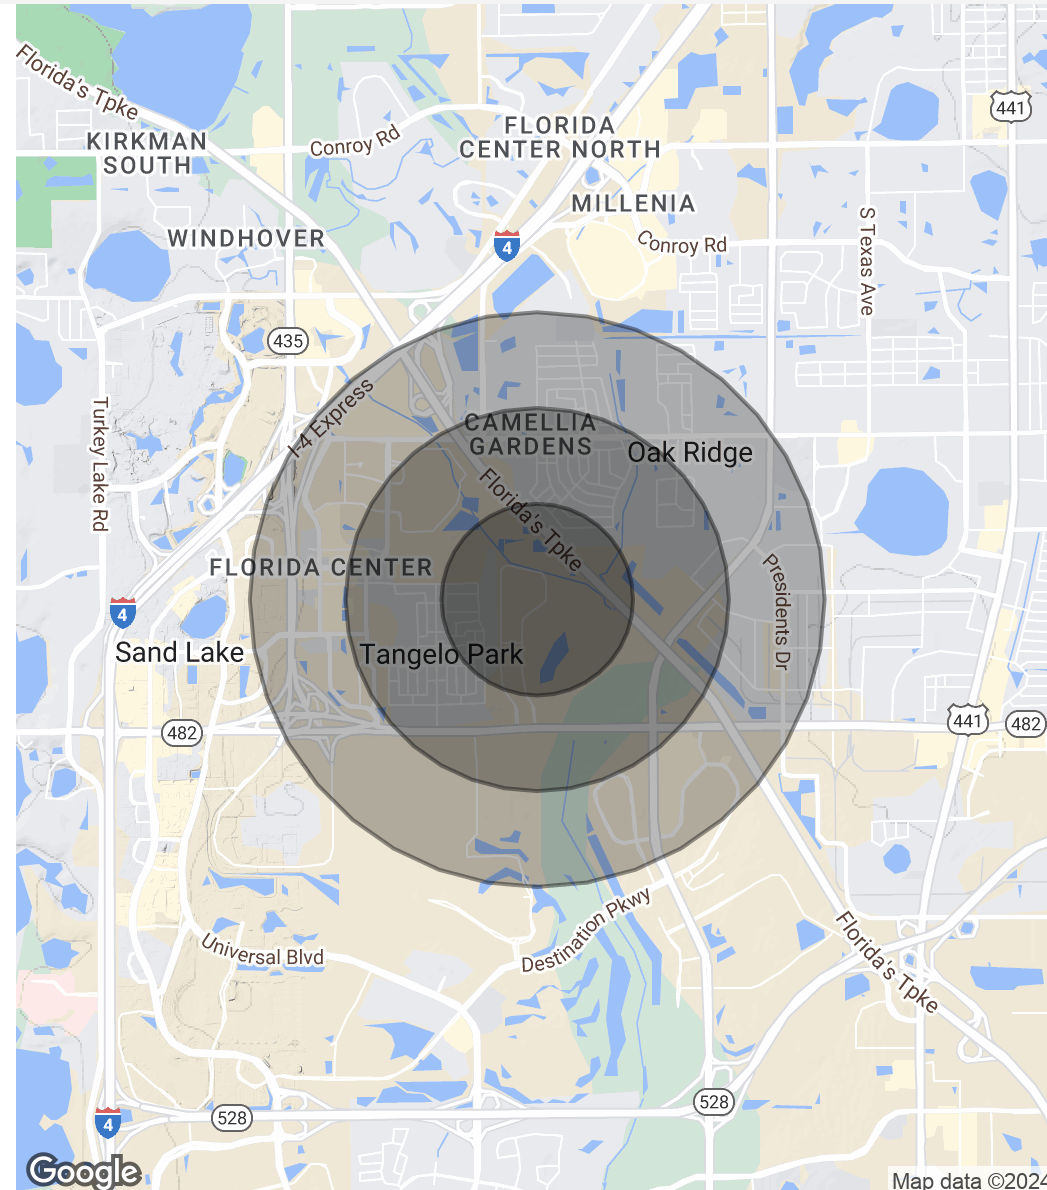 Florida's Tpke
441
KIRKMAN
SOUTH
Conroy Rd
FLORIDA
CENTER NORTH
MILLENIA
WINDHOVER
4
Conroy Rd
S Texas Ave
435
I-4 Express
Turkey Lake Rd
CAMELLIA
GARDENS
Oak Ridge
Florida's Tpke
FLORIDA CENTER
Presidents Dr
4
Sand Lake
Tangelo Park
482
441
482
Universal Blvd
Destination Pkwy
Florida's Tpke
528
528
4
Google
Map data ©2024